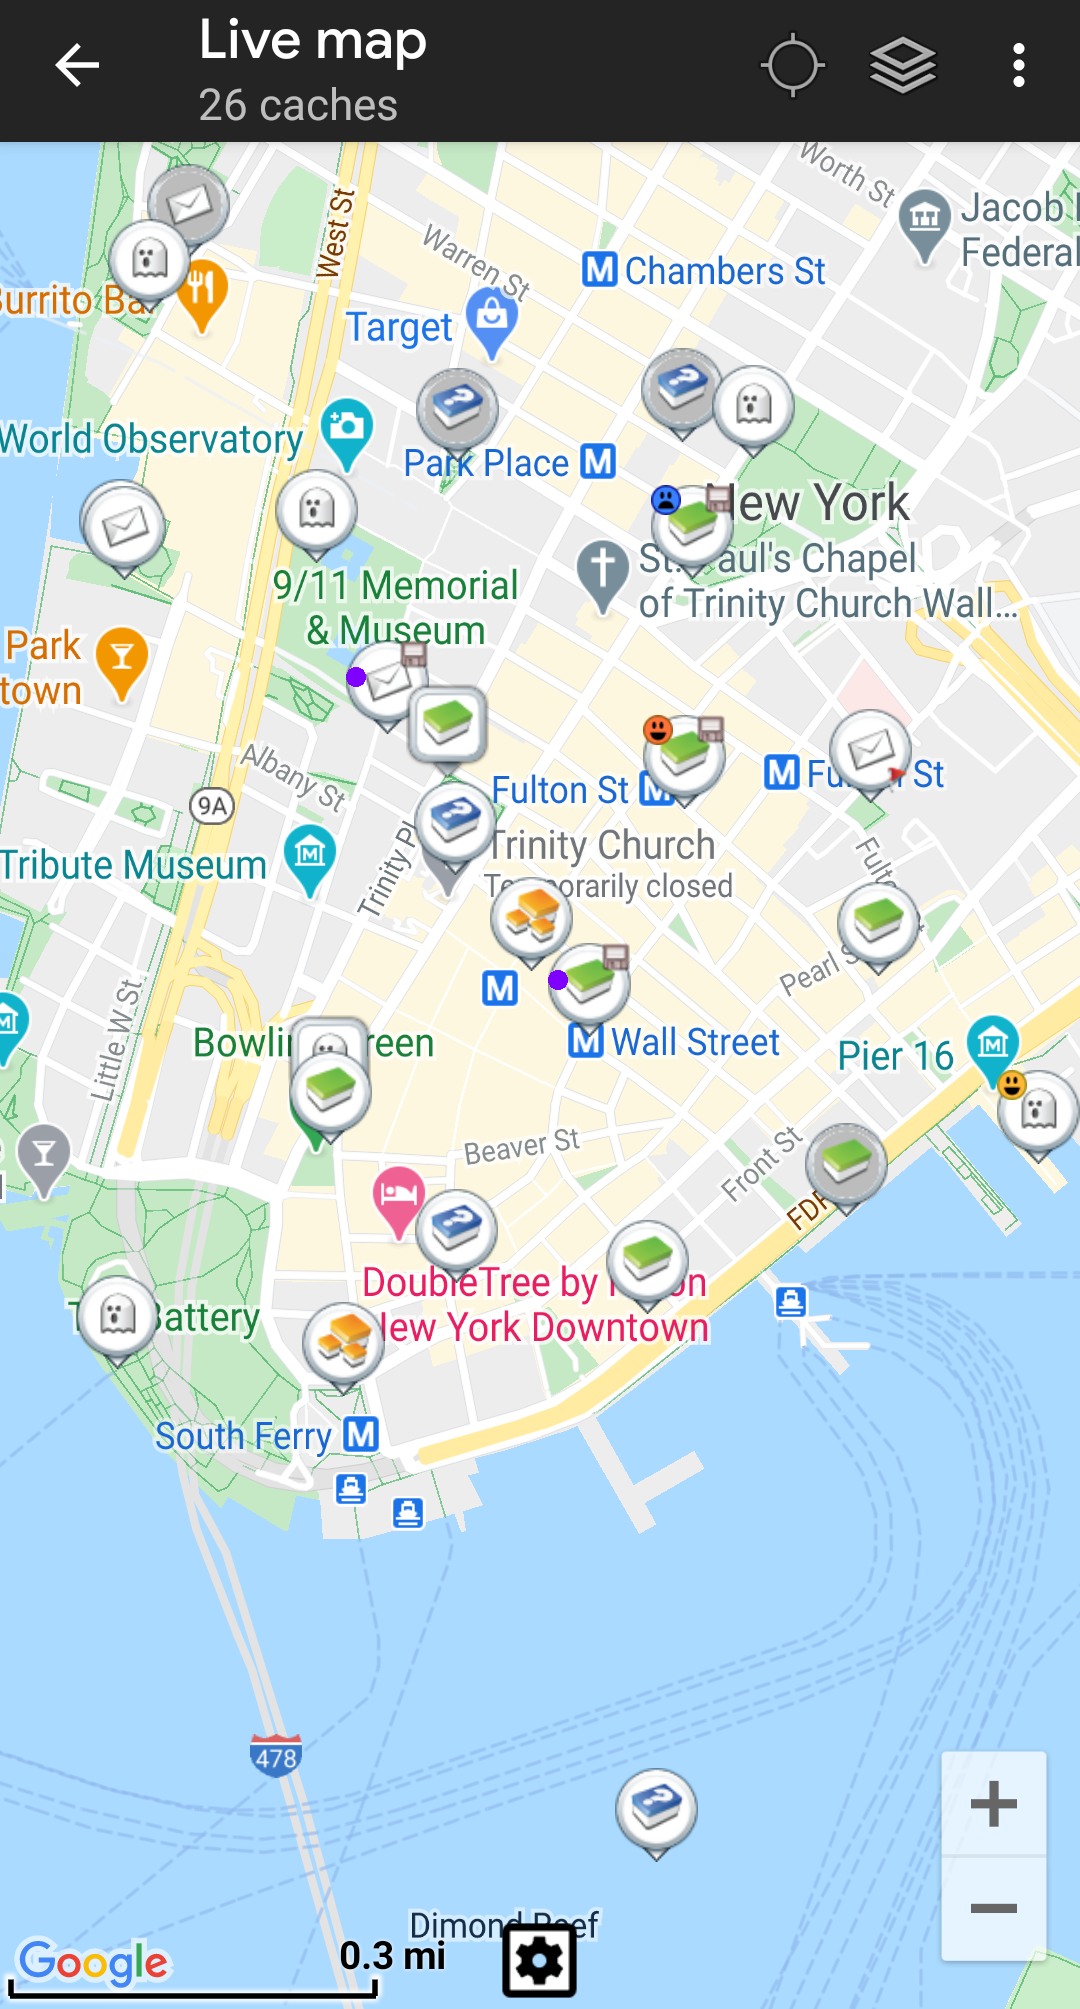 Live map
26 caches
Worth St
West St
Warren St
Jacob
Federal
Chambers St
Burrito Bar
Target
World Observatory
Park Place
New York
St. Paul's Chapel
of Trinity Church Wall...
9/11 Memorial
& Museum
Park
town
Albany St
Fulton St
Fulton St
9A
Trinity Pl
Trinity Church
Temporarily closed
Tribute Museum
Pearl S
Little W St
Bowling Green
Wall Street
Pier 16
Beaver St
Front St
FDR
DoubleTree by Hilton
New York Downtown
The Battery
South Ferry
478
Dimond Reef
Google
0.3 mi